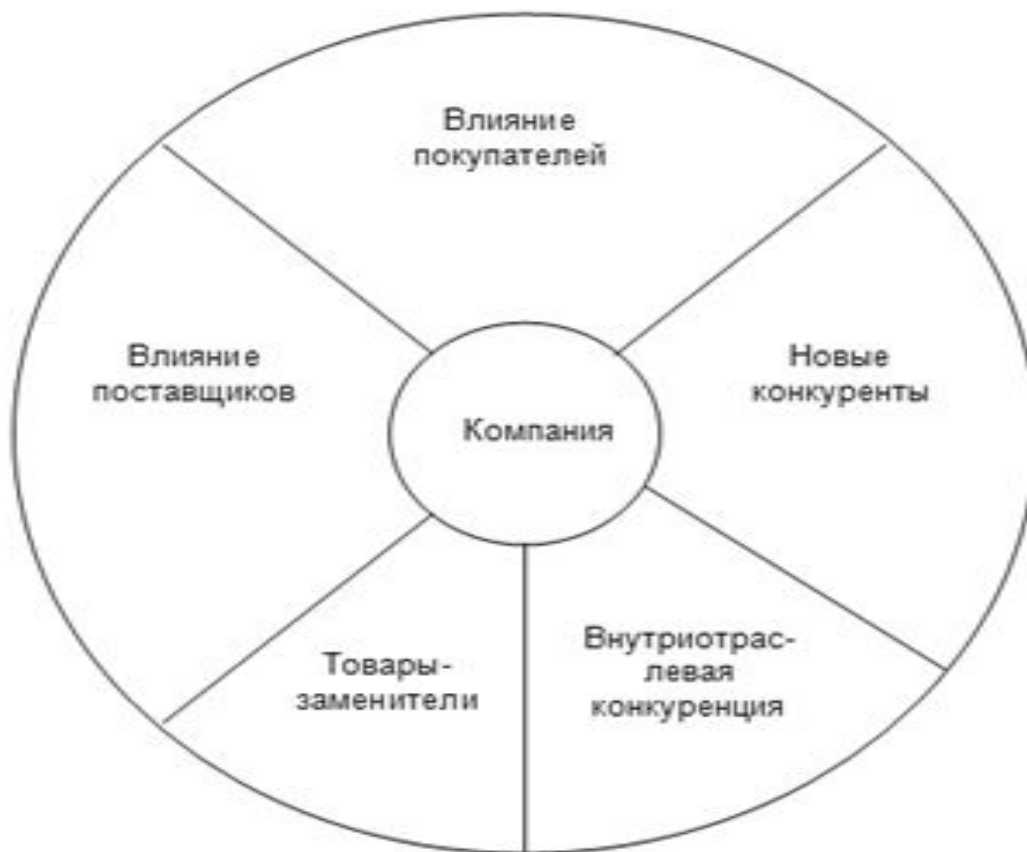 Влияние
покупателей
Влияние
поставщиков
Новые
конкуренты
Компания
Товары-
заменители
Внутриотрас-
левая
конкуренция